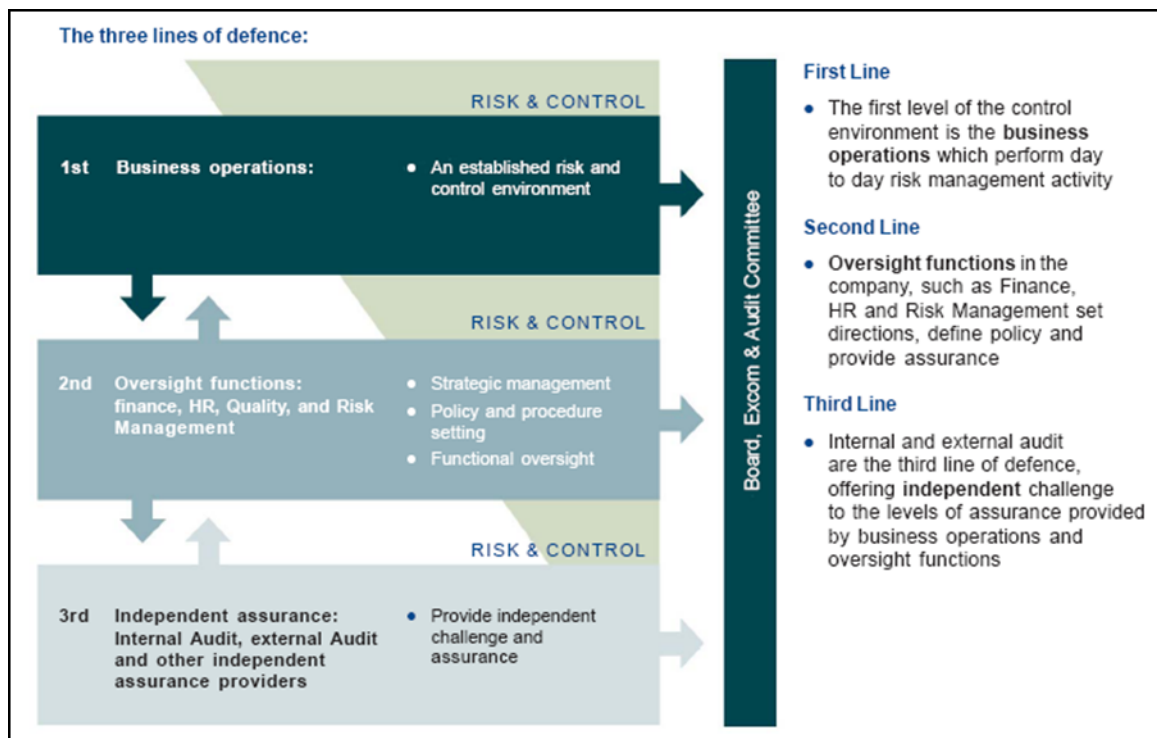 The three lines of defence:
RISK & CONTROL
1st Business operations:
• An established risk and
control environment
RISK & CONTROL
2nd Oversight functions:
finance, HR, Quality, and Risk
Management
• Strategic management
• Policy and procedure
setting
• Functional oversight
RISK & CONTROL
3rd Independent assurance:
Internal Audit, external Audit
and other independent
assurance providers
• Provide independent
challenge and
assurance
Board, Excom & Audit Committee
First Line
• The first level of the control
environment is the business
operations which perform day
to day risk management activity
Second Line
• Oversight functions in the
company, such as Finance,
HR and Risk Management set
directions, define policy and
provide assurance
Third Line
• Internal and external audit
are the third line of defence,
offering independent challenge
to the levels of assurance provided
by business operations and
oversight functions